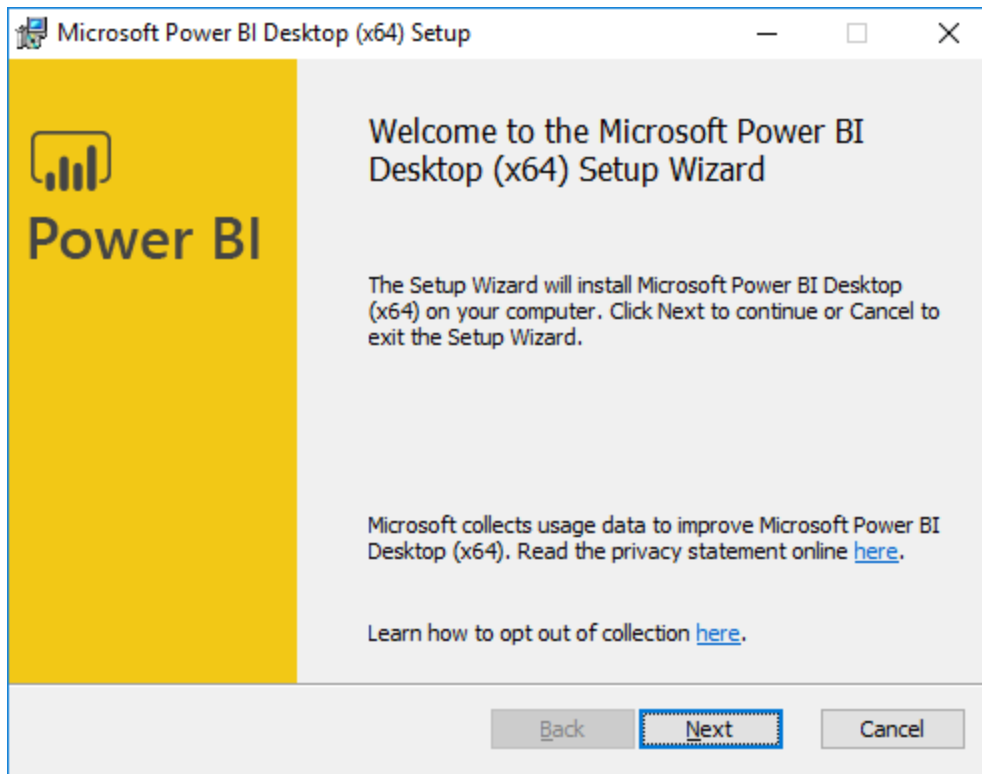 Microsoft Power BI Desktop (x64) Setup
Power BI
Welcome to the Microsoft Power BI
Desktop (x64) Setup Wizard
The Setup Wizard will install Microsoft Power BI Desktop
(x64) on your computer. Click Next to continue or Cancel to
exit the Setup Wizard.
Microsoft collects usage data to improve Microsoft Power BI
Desktop (x64). Read the privacy statement online here.
Learn how to opt out of collection here.
Back Next Cancel